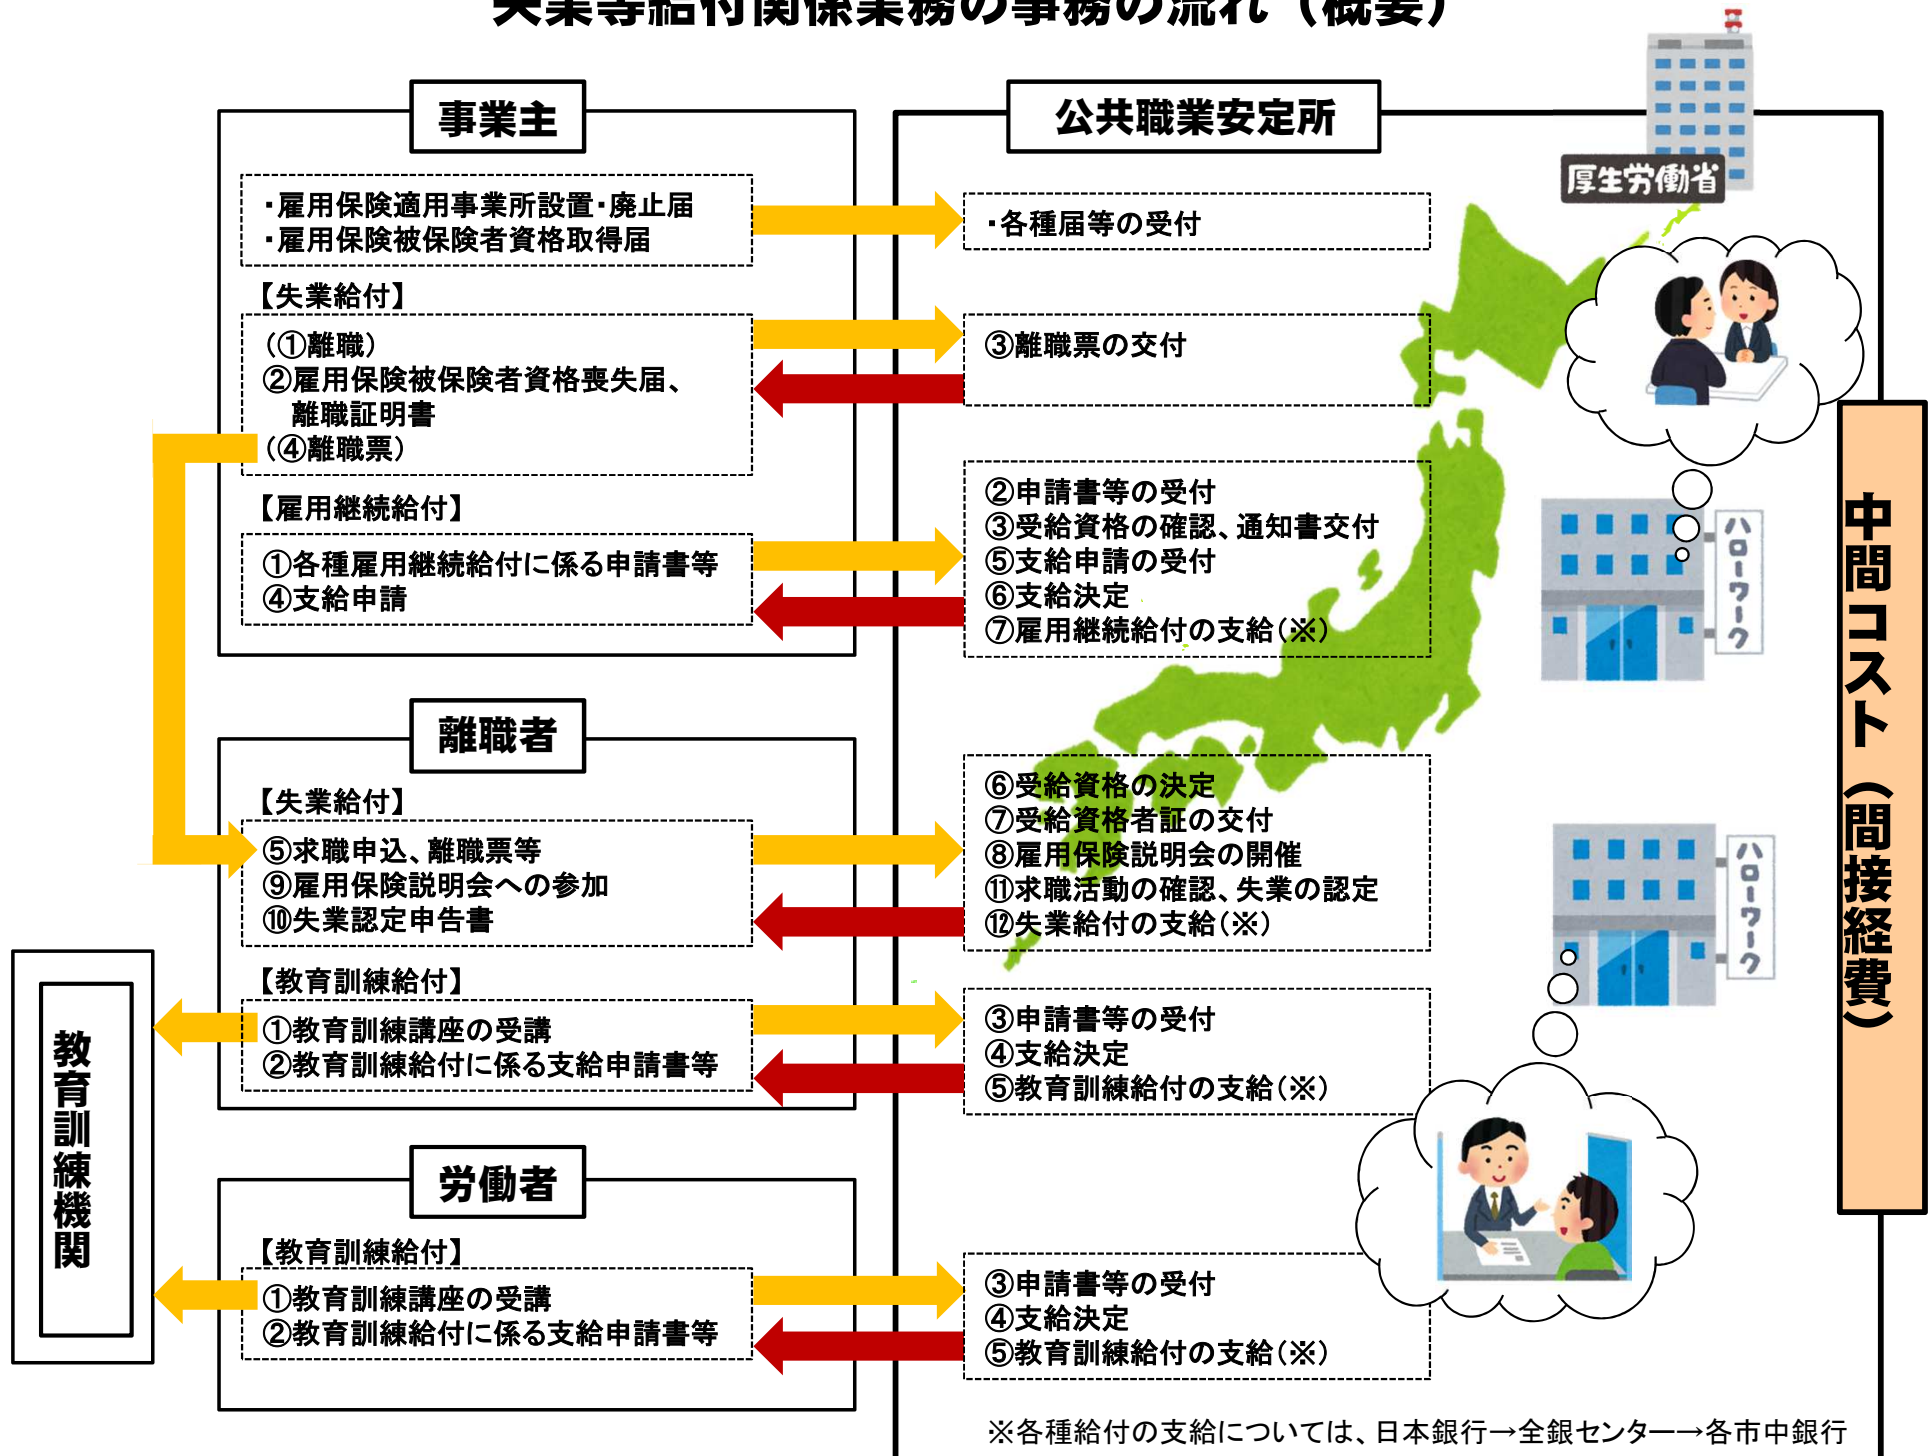 失業等給付関係業務の事務の流れ（概要）
事業主
・雇用保険適用事業所設置・廃止届
・雇用保険被保険者資格取得届
【失業給付】
（①離職）
②雇用保険被保険者資格喪失届、
離職証明書
（④離職票）
【雇用継続給付】
①各種雇用継続給付に係る申請書等
④支給申請
離職者
【失業給付】
⑤求職申込、離職票等
⑨雇用保険説明会への参加
⑩失業認定申告書
【教育訓練給付】
①教育訓練講座の受講
②教育訓練給付に係る支給申請書等
労働者
【教育訓練給付】
①教育訓練講座の受講
②教育訓練給付に係る支給申請書等
教育訓練機関
公共職業安定所
・各種届等の受付
③離職票の交付
②申請書等の受付
③受給資格の確認、通知書交付
⑤支給申請の受付
⑥支給決定
⑦雇用継続給付の支給（※）
⑥受給資格の決定
⑦受給資格者証の交付
⑧雇用保険説明会の開催
⑪求職活動の確認、失業の認定
⑫失業給付の支給（※）
③申請書等の受付
④支給決定
⑤教育訓練給付の支給（※）
③申請書等の受付
④支給決定
⑤教育訓練給付の支給（※）
厚生労働省
ハローワーク
ハローワーク
中間コスト（間接経費）
※各種給付の支給については、日本銀行→全銀センター→各市中銀行